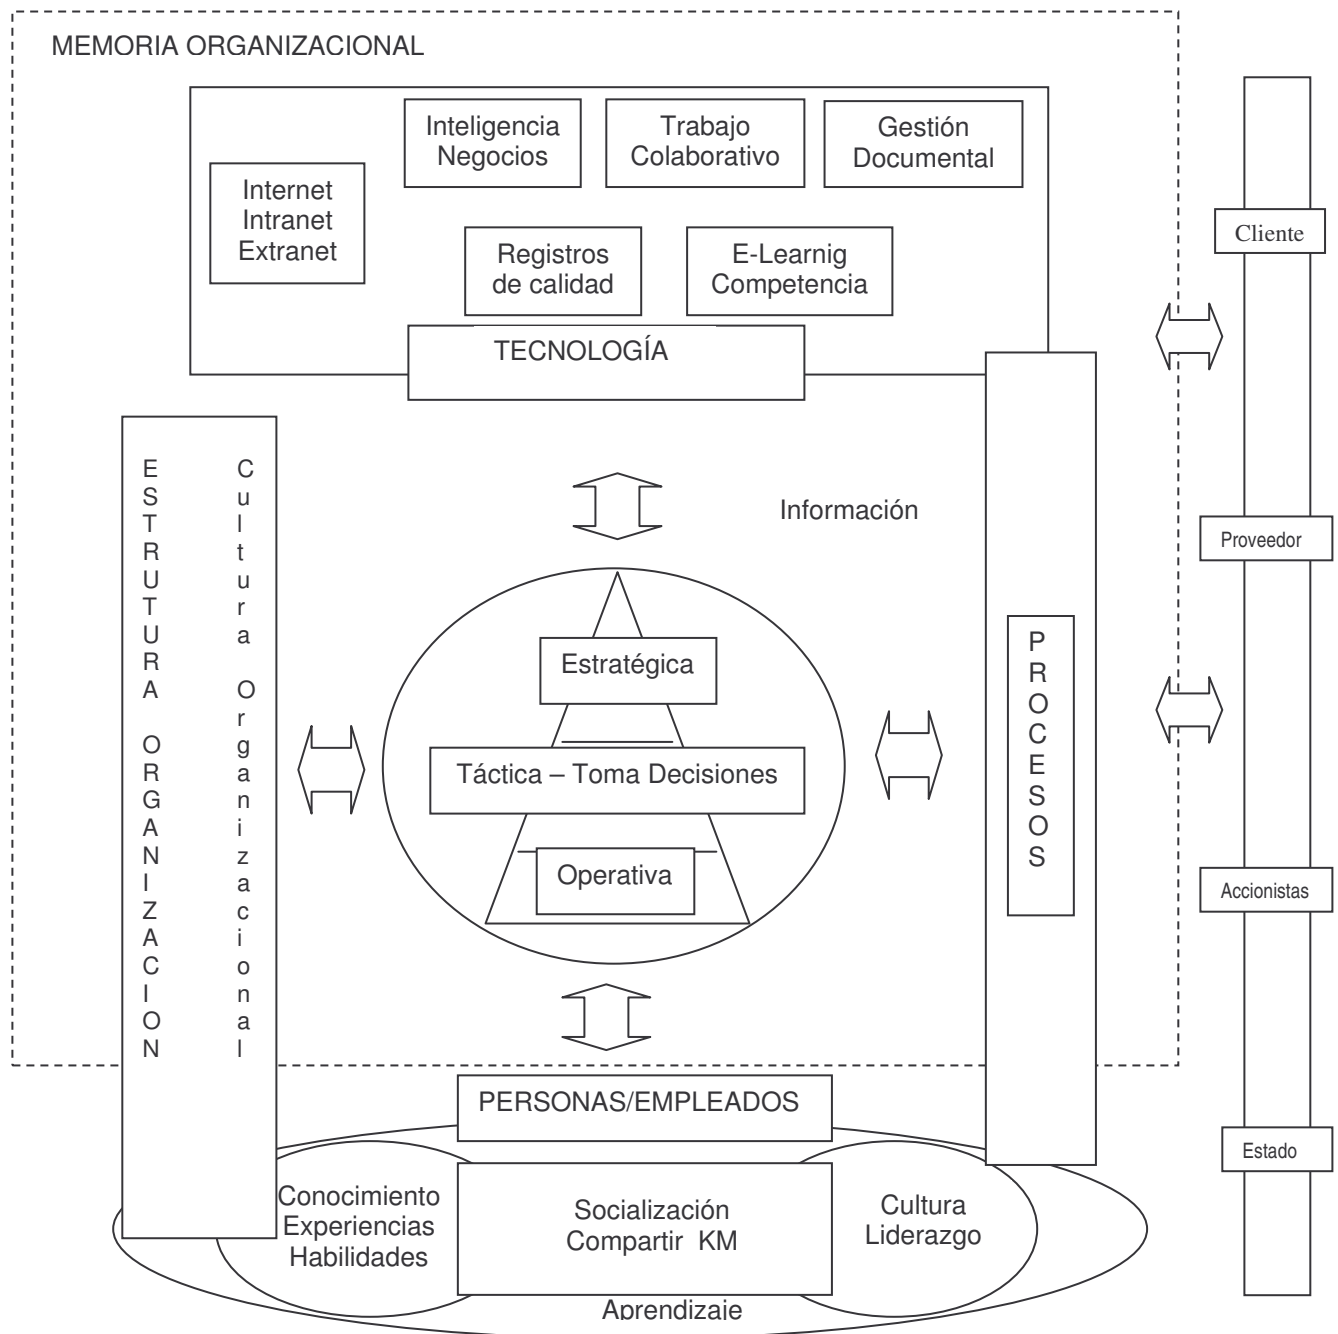 MEMORIA ORGANIZACIONAL
Inteligencia
Negocios
Trabajo
Colaborativo
Gestión
Documental
Internet
Intranet
Extranet
Registros
de calidad
E-Learnig
Competencia
TECNOLOGÍA
Cliente
Proveedor
Accionistas
Estado
ESTRUTURA ORGANIZACION
Cultura Organizacional
Información
Estratégica
Táctica – Toma Decisiones
Operativa
PROCESOS
PERSONAS/EMPLEADOS
Conocimiento
Experiencias
Habilidades
Socialización
Compartir KM
Cultura
Liderazgo
Aprendizaje